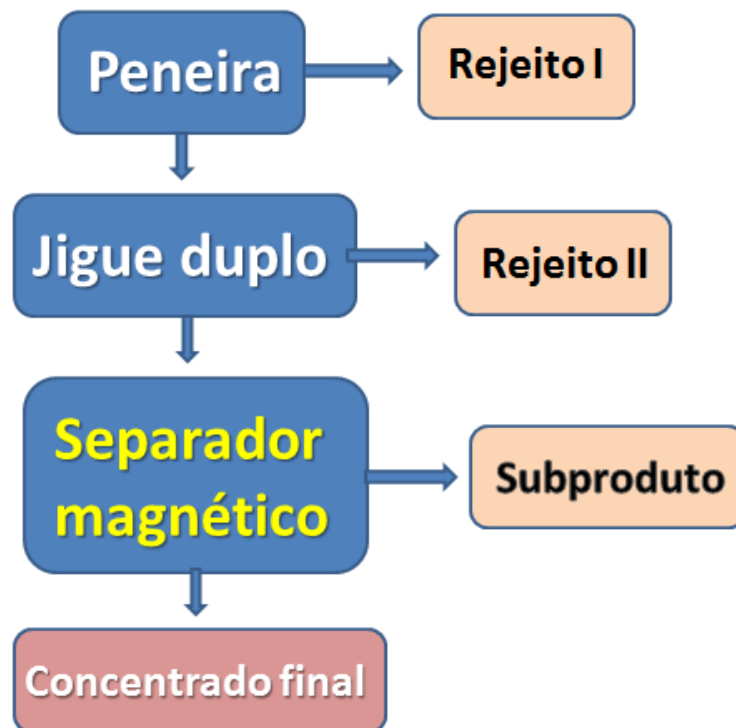 Peneira
Rejeito I
Jigue duplo
Rejeito II
Separador
magnético
Subproduto
Concentrado final